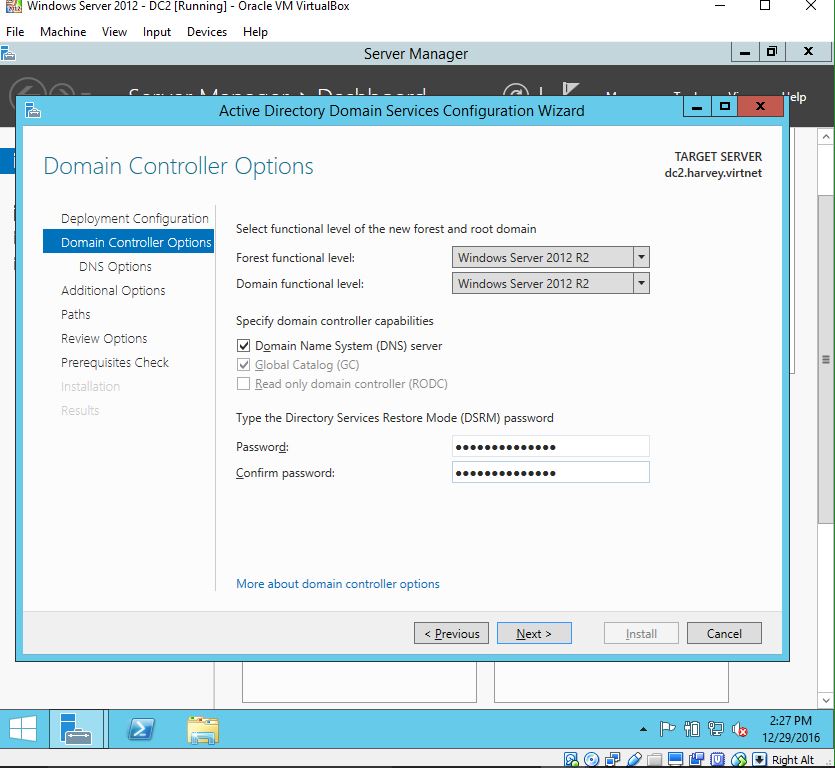 Windows Server 2012 - DC2 [Running] - Oracle VM VirtualBox
File Machine View Input Devices Help
Server Manager
Active Directory Domain Services Configuration Wizard
Domain Controller Options
TARGET SERVER
dc2.harvey.virtnet
Deployment Configuration
Domain Controller Options
DNS Options
Additional Options
Paths
Review Options
Prerequisites Check
Installation
Results
Select functional level of the new forest and root domain
Forest functional level: Windows Server 2012 R2
Domain functional level: Windows Server 2012 R2
Specify domain controller capabilities
Domain Name System (DNS) server
Global Catalog (GC)
Read only domain controller (RODC)
Type the Directory Services Restore Mode (DSRM) password
Password: ••••••••••••••
Confirm password: ••••••••••••••
More about domain controller options
< Previous Next > Install Cancel
2:27 PM
12/29/2016
Right Alt